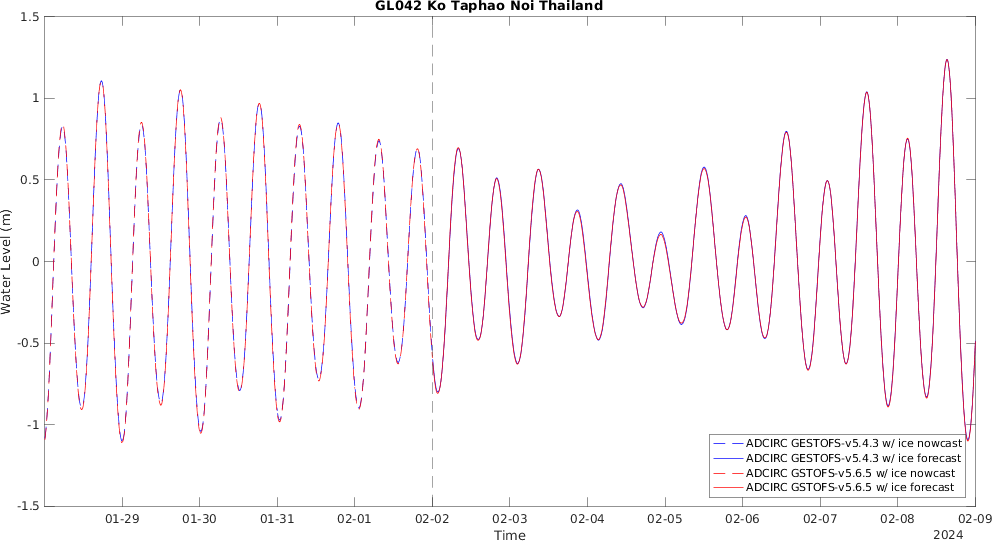 GL042 Ko Taphao Noi Thailand
Water Level (m)
1.5
1
0.5
0
-0.5
-1
-1.5
ADCIRC GESTOFS-v5.4.3 w/ ice nowcast
ADCIRC GESTOFS-v5.4.3 w/ ice forecast
ADCIRC GSTOFS-v5.6.5 w/ ice nowcast
ADCIRC GSTOFS-v5.6.5 w/ ice forecast
01-29 01-30 01-31 02-01 02-02 02-03 02-04 02-05 02-06 02-07 02-08 02-09
Time
2024